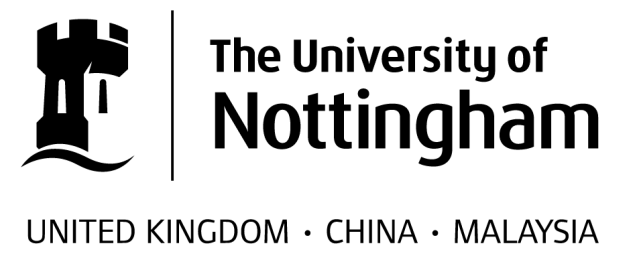 The University of
Nottingham
UNITED KINGDOM · CHINA · MALAYSIA